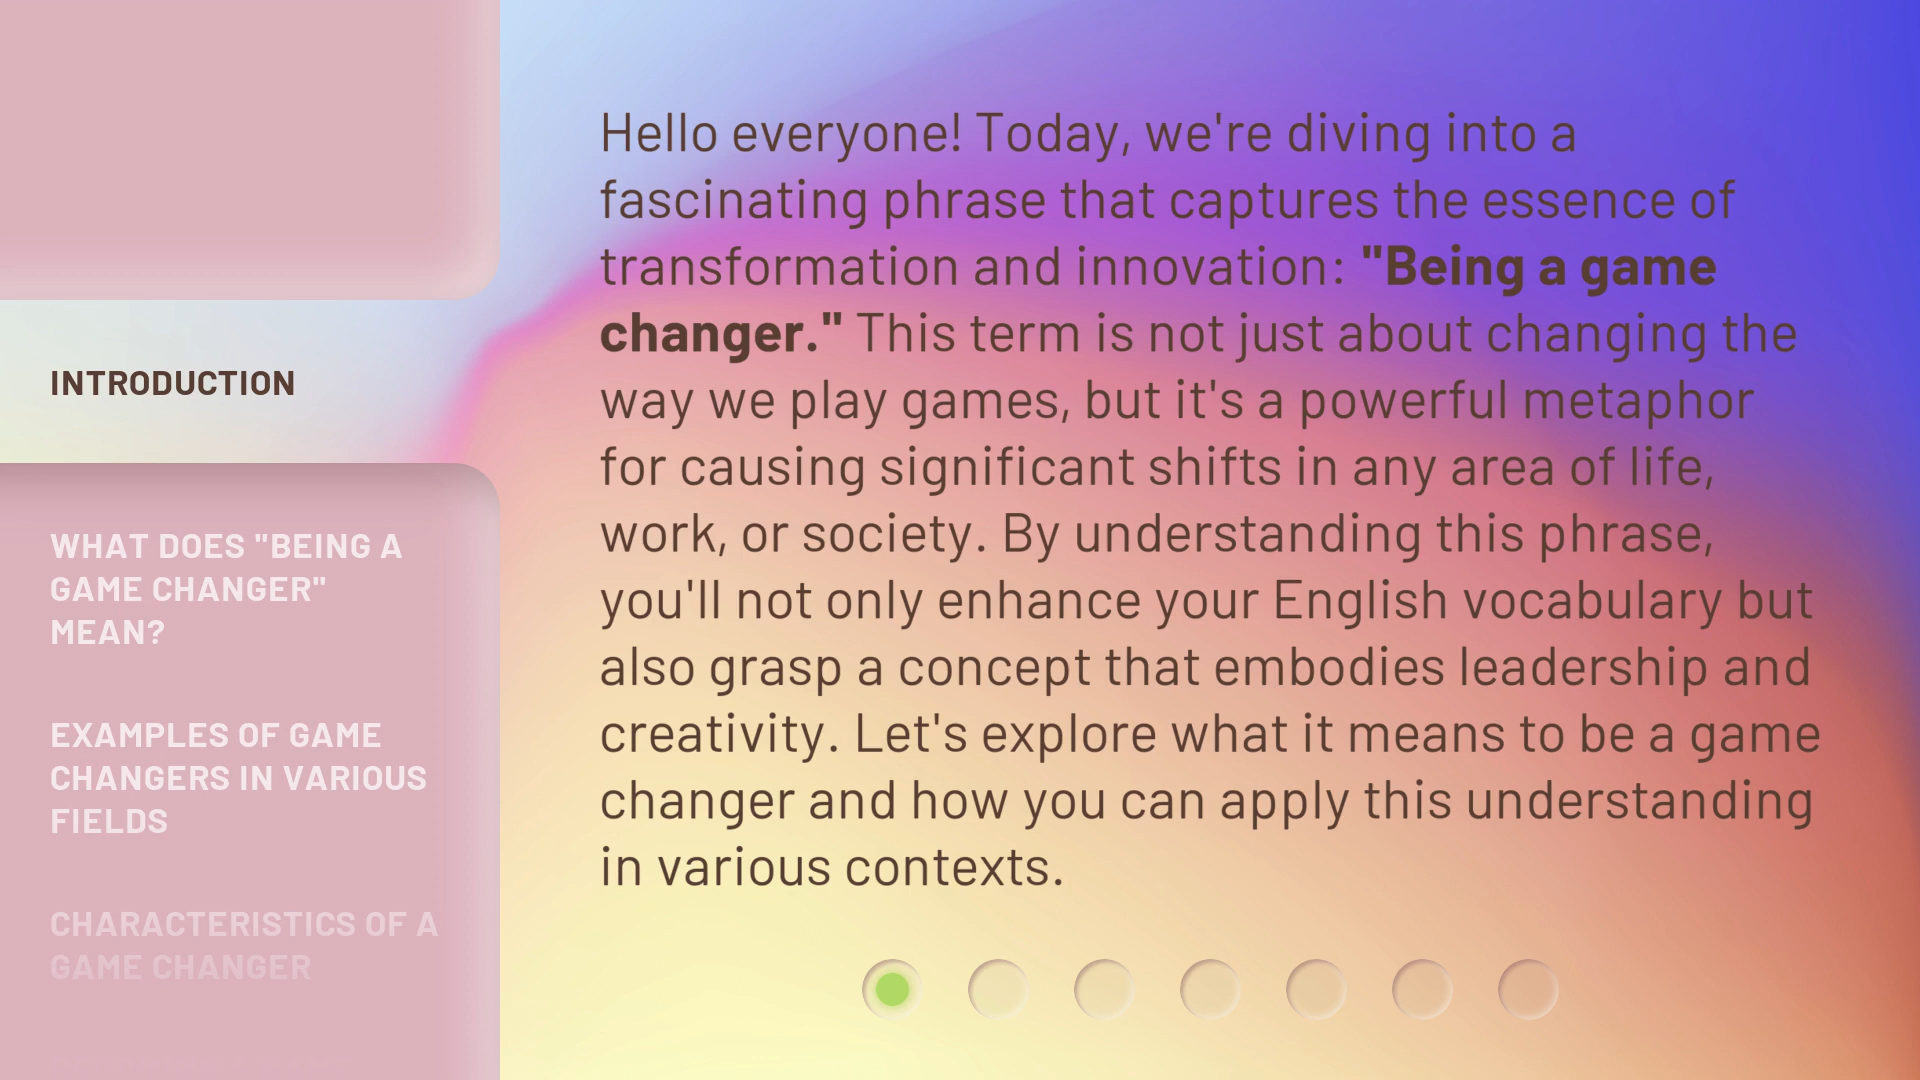 INTRODUCTION
WHAT DOES "BEING A
GAME CHANGER"
MEAN?
EXAMPLES OF GAME
CHANGERS IN VARIOUS
FIELDS
CHARACTERISTICS OF A
GAME CHANGER
Hello everyone! Today, we're diving into a
fascinating phrase that captures the essence of
transformation and innovation: "Being a game
changer." This term is not just about changing the
way we play games, but it's a powerful metaphor
for causing significant shifts in any area of life,
work, or society. By understanding this phrase,
you'll not only enhance your English vocabulary but
also grasp a concept that embodies leadership and
creativity. Let's explore what it means to be a game
changer and how you can apply this understanding
in various contexts.